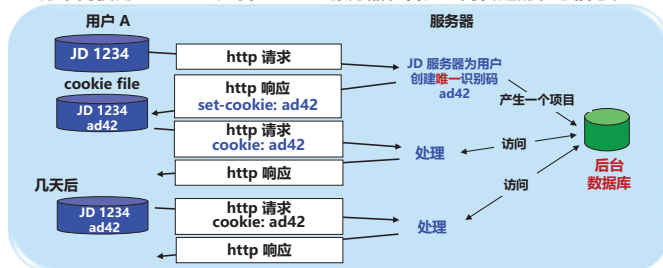 用户 A
服务器
JD 1234
http 请求
JD 服务器为用户
创建唯一识别码
ad42
cookie file
http 响应
set-cookie: ad42
产生一个项目
JD 1234
ad42
http 请求
cookie: ad42
处理
访问
http 响应
后台
数据库
几天后
访问
JD 1234
ad42
http 请求
cookie: ad42
处理
http 响应